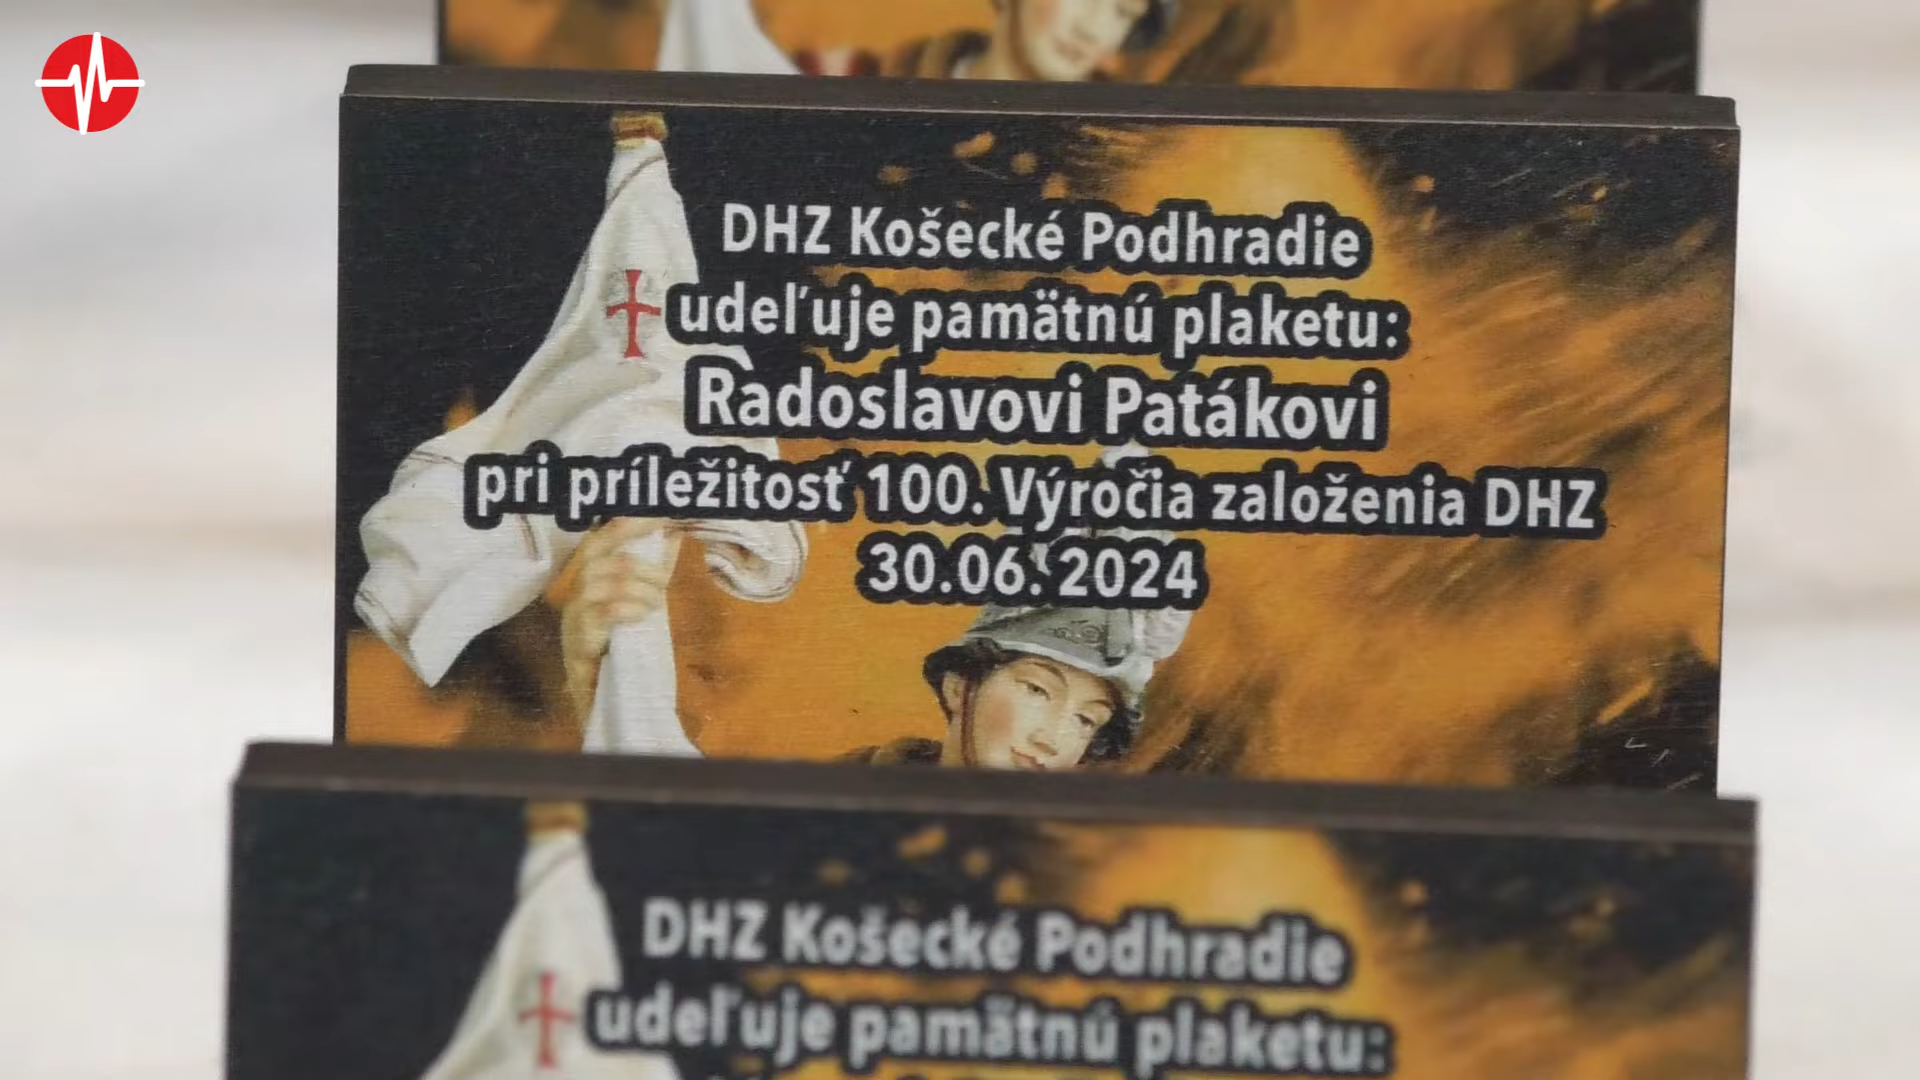 DHZ Košecké Podhradie
udeľuje pamätnú plaketu:
Radoslavovi Patákovi
pri príležitosť 100. Výročia založenia DHZ
30.06. 2024
DHZ Košecké Podhradie
udeľuje pamätnú plaketu: